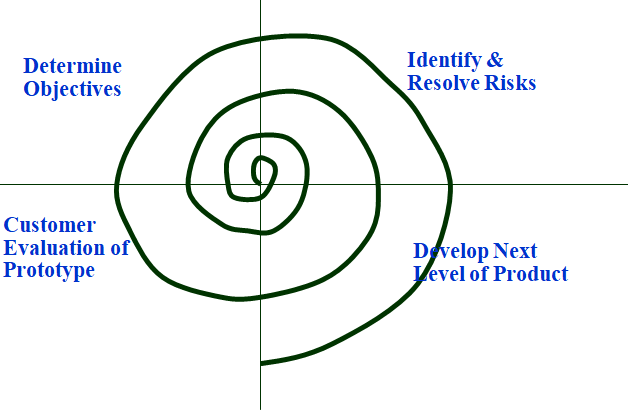 Determine
Objectives
Identify &
Resolve Risks
Customer
Evaluation of
Prototype
Develop Next
Level of Product